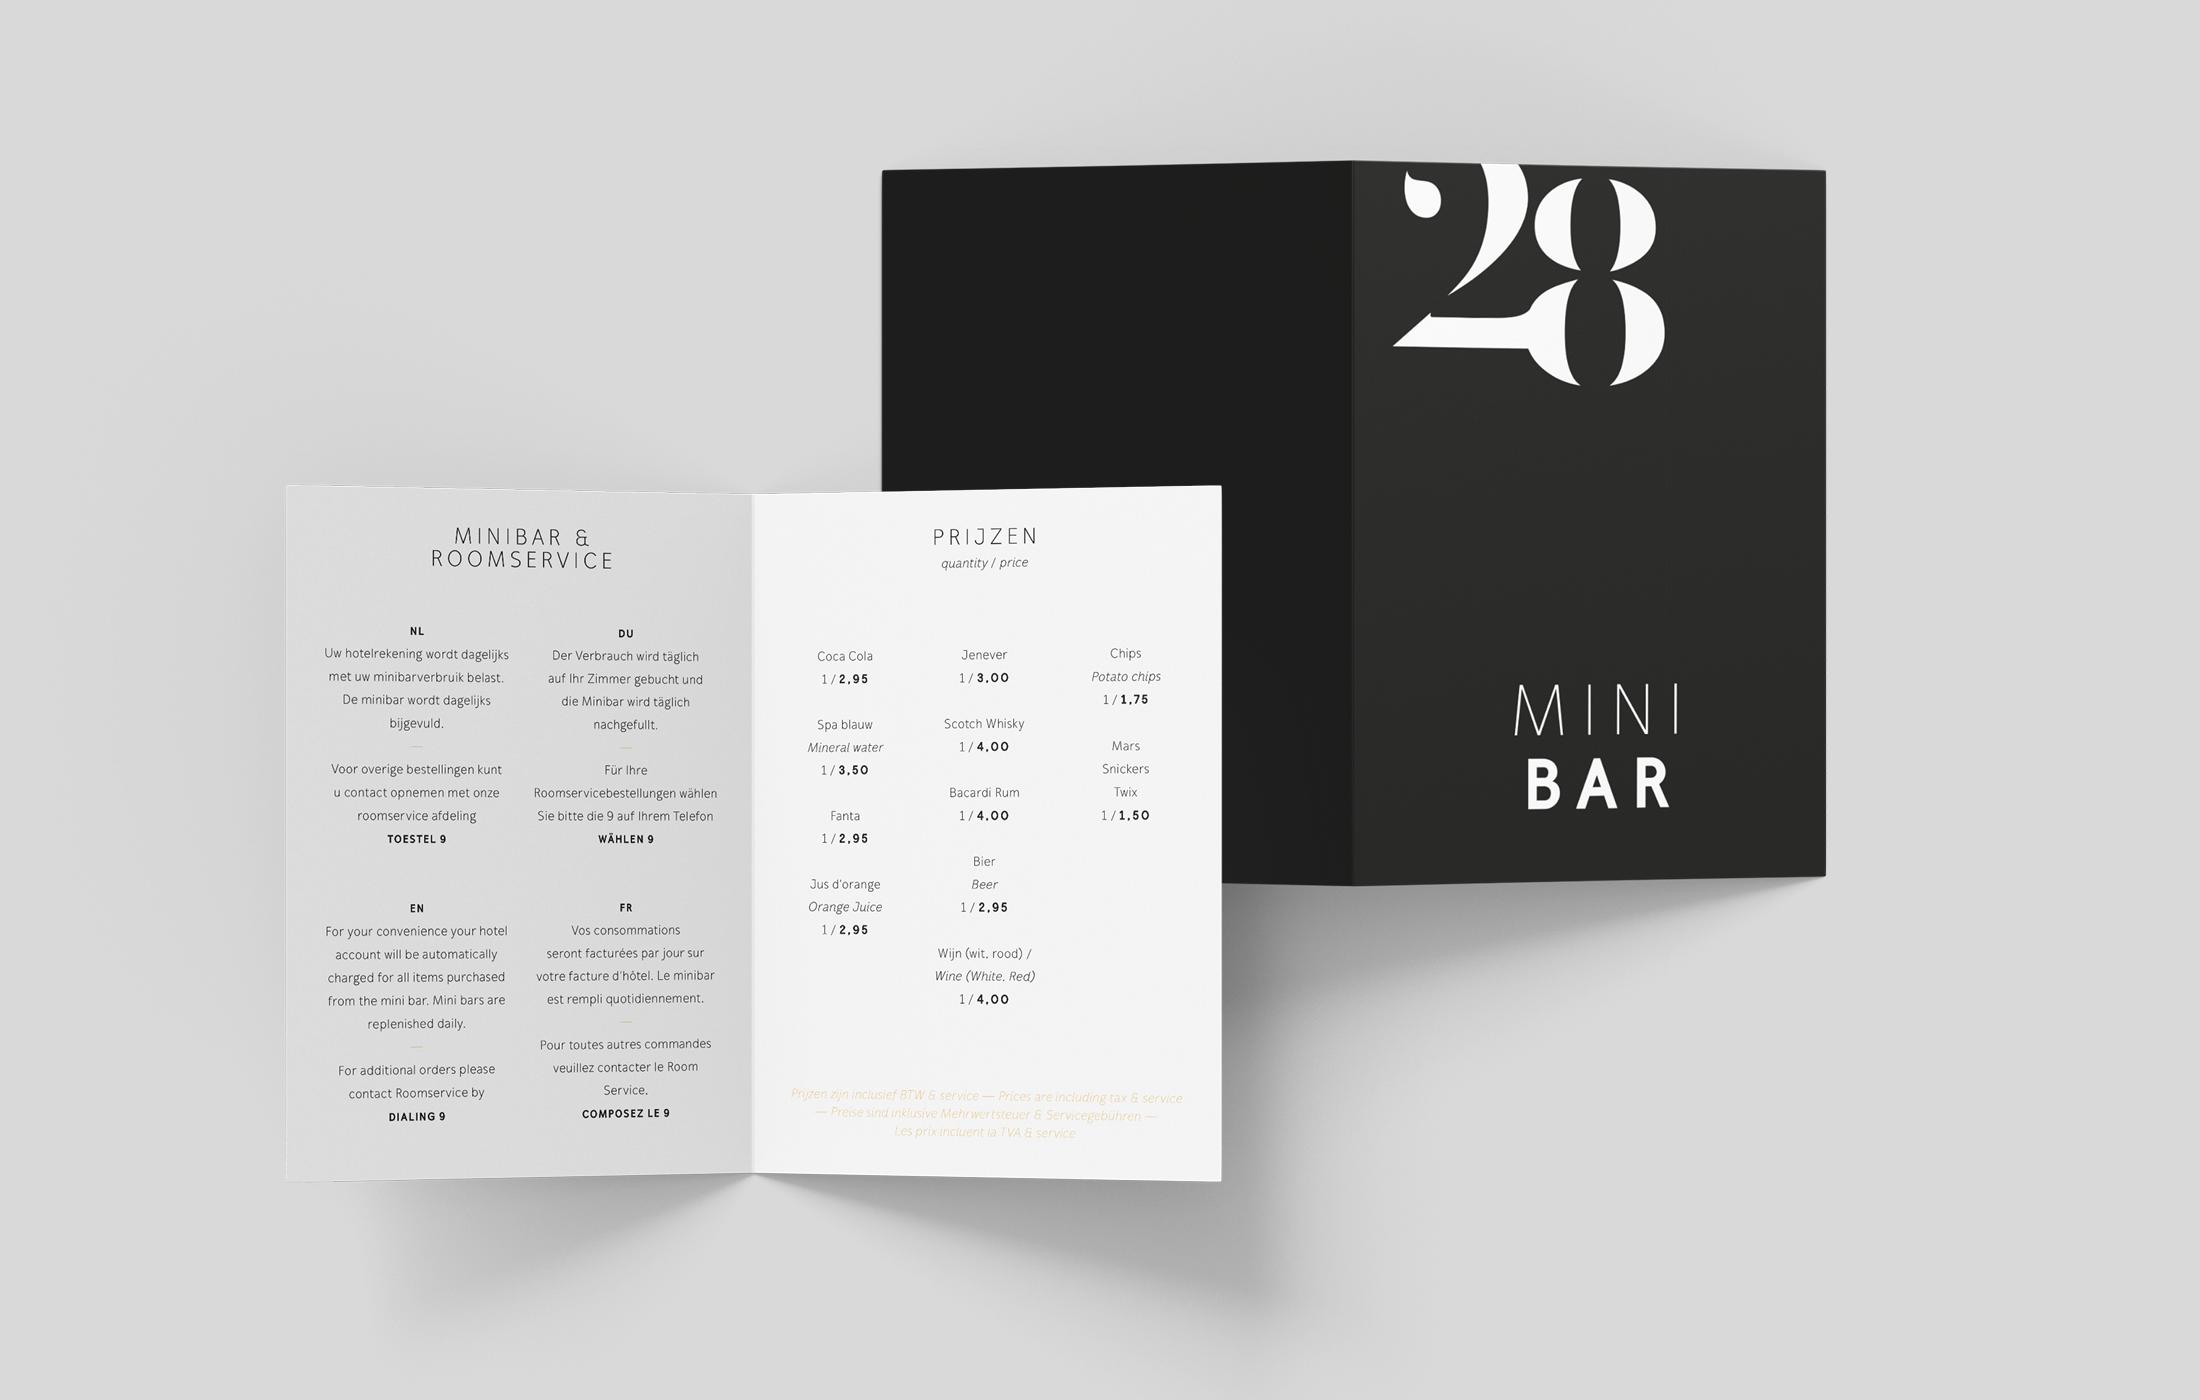 28
MINI
BAR
MINIBAR &
ROOMSERVICE
NL
Uw hotelrekening wordt dagelijks
met uw minibarverbruik belast.
De minibar wordt dagelijks
bijgevuld.
—
Voor overige bestellingen kunt
u contact opnemen met onze
roomservice afdeling
TOESTEL 9
DU
Der Verbrauch wird täglich
auf Ihr Zimmer gebucht und
die Minibar wird täglich
nachgefullt.
—
Für Ihre
Roomservicebestellungen wählen
Sie bitte die 9 auf Ihrem Telefon
WÄHLEN 9
EN
For your convenience your hotel
account will be automatically
charged for all items purchased
from the mini bar. Mini bars are
replenished daily.
—
For additional orders please
contact Roomservice by
DIALING 9
FR
Vos consommations
seront facturées par jour sur
votre facture d'hôtel. Le minibar
est rempli quotidiennement.
—
Pour toutes autres commandes
veuillez contacter le Room
Service.
COMPOSEZ LE 9
PRIJZEN
quantity / price
Coca Cola
1 / 2,95
Spa blauw
Mineral water
1 / 3,50
Fanta
1 / 2,95
Jus d'orange
Orange Juice
1 / 2,95
Jenever
1 / 3,00
Scotch Whisky
1 / 4,00
Bacardi Rum
1 / 4,00
Bier
Beer
1 / 2,95
Wijn (wit, rood) /
Wine (White, Red)
1 / 4,00
Chips
Potato chips
1 / 1,75
Mars
Snickers
Twix
1 / 1,50
Prijzen zijn inclusief BTW & service — Prices are including tax & service
— Preise sind inklusive Mehrwertsteuer & Servicegebühren —
Les prix incluent la TVA & service